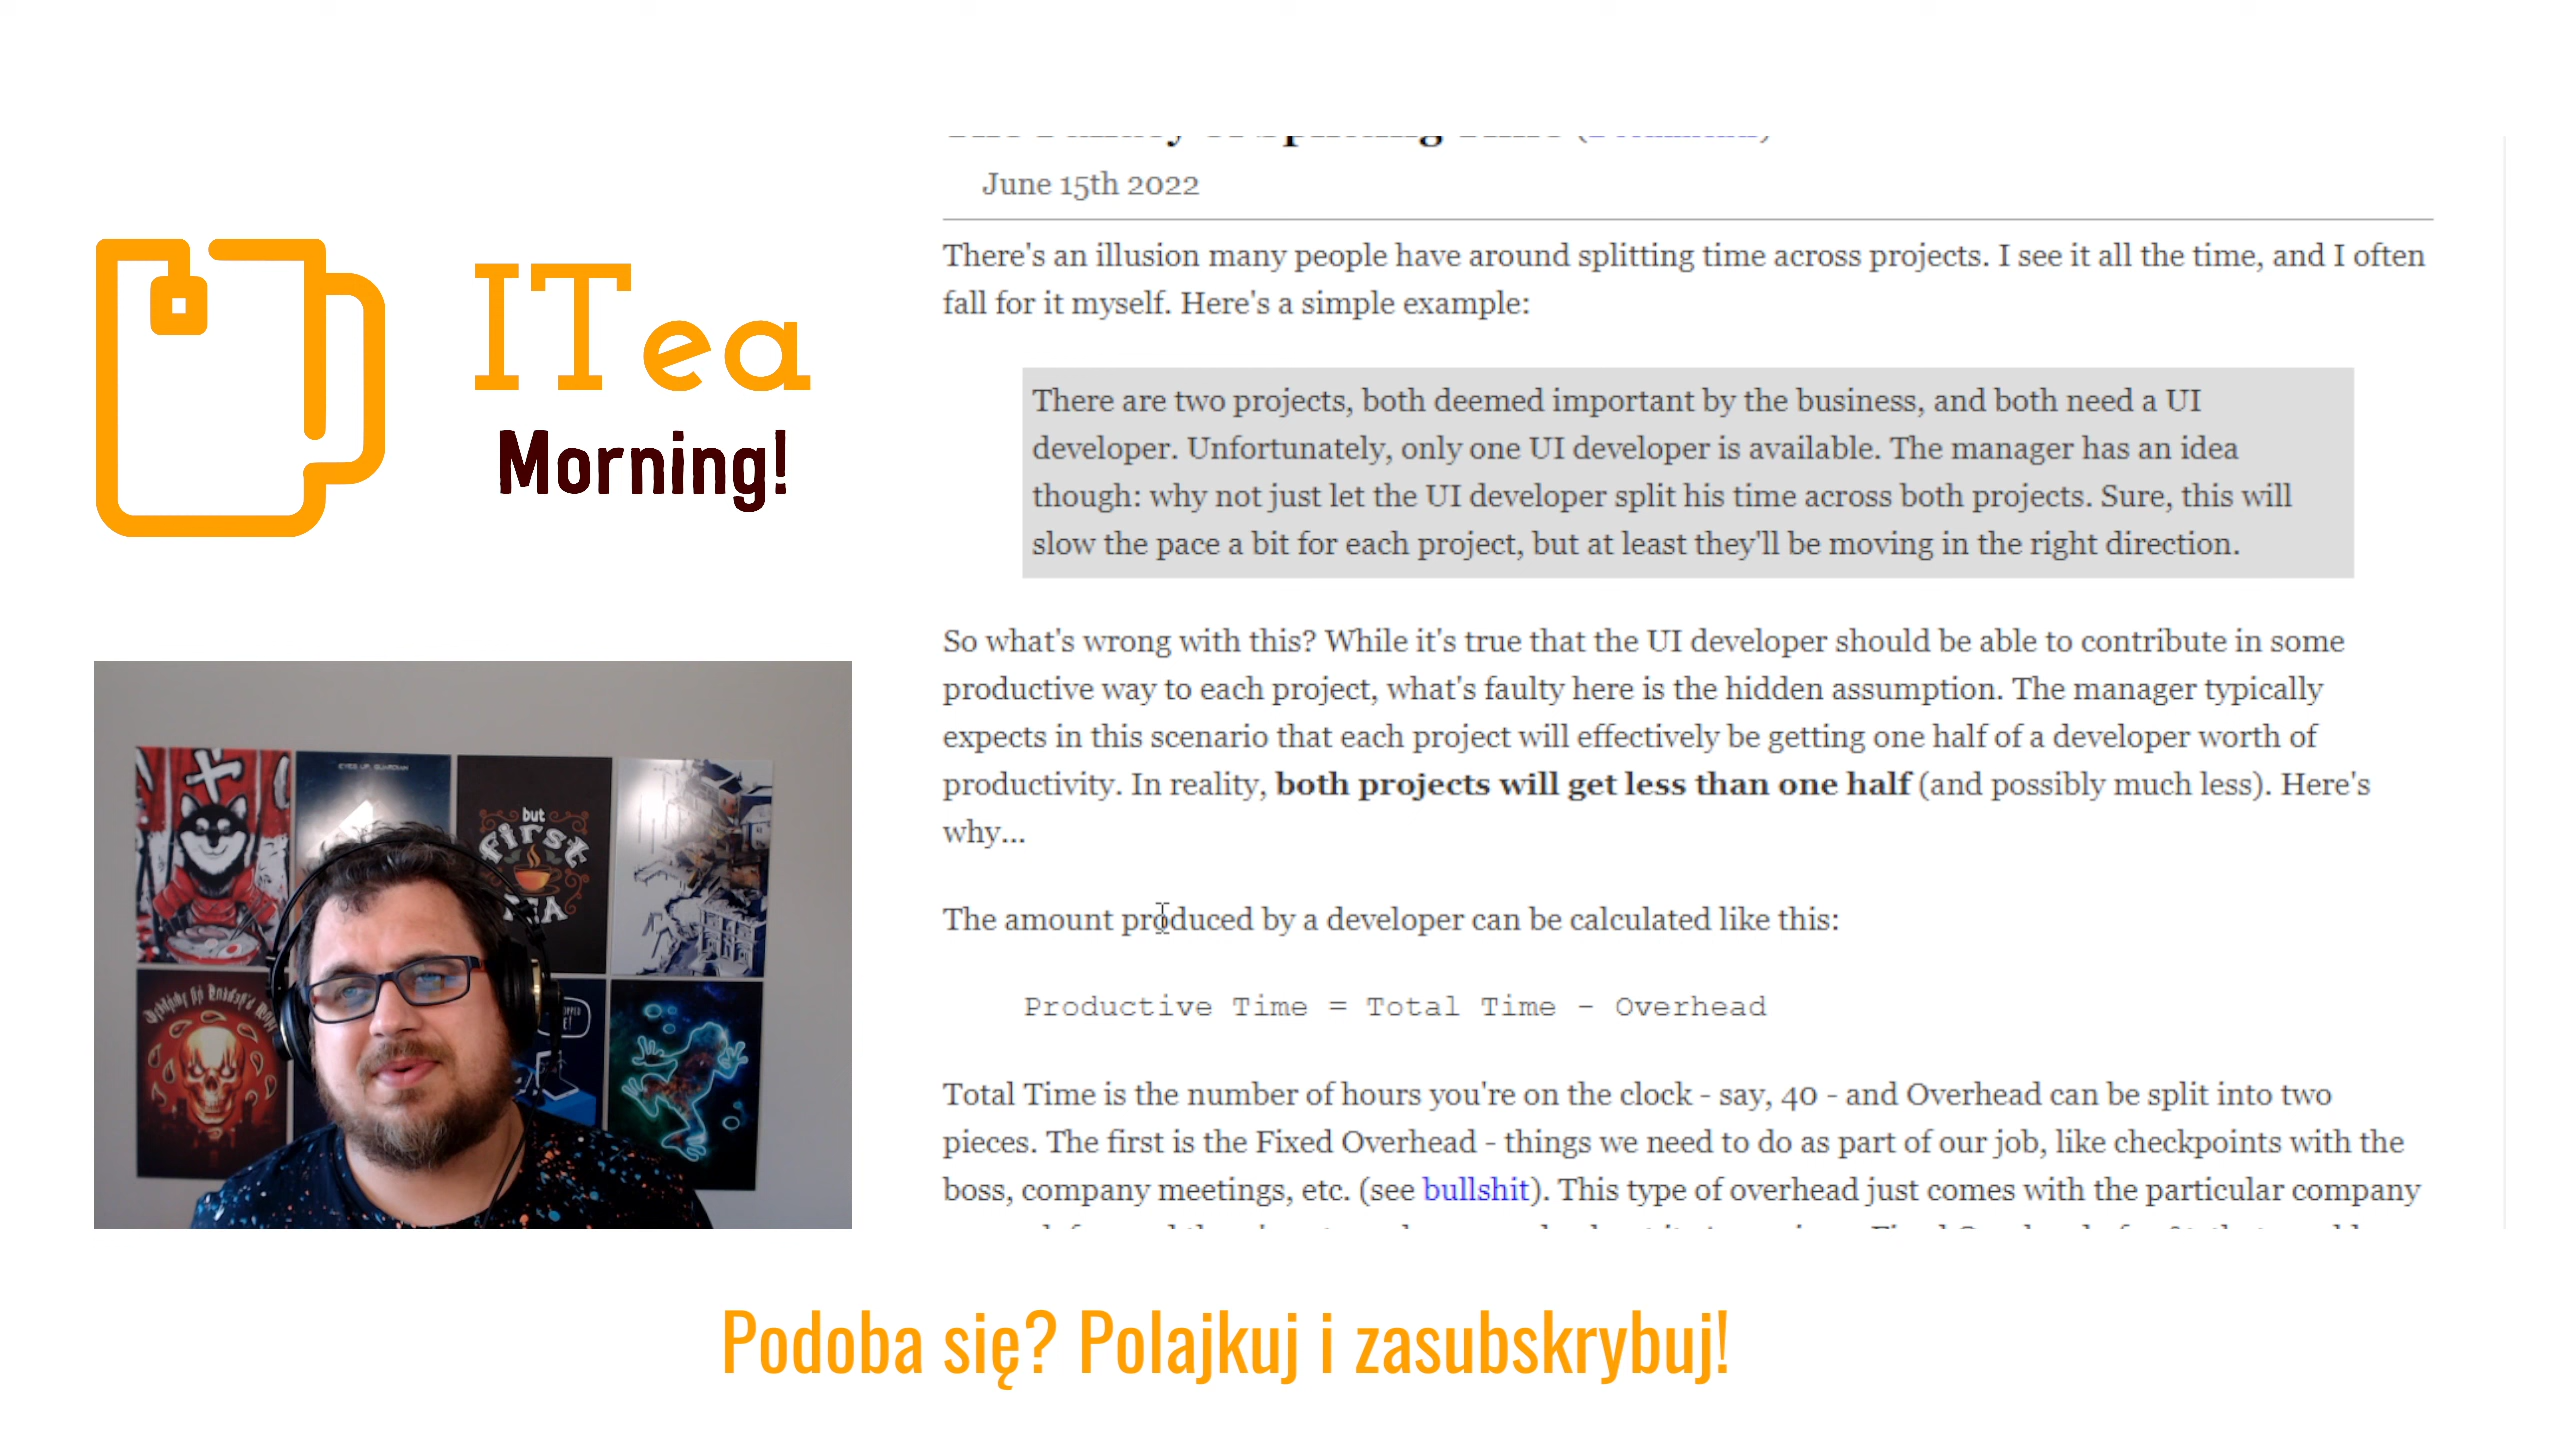 ITea
Morning!
June 15th 2022
There's an illusion many people have around splitting time across projects. I see it all the time, and I often
fall for it myself. Here's a simple example:
There are two projects, both deemed important by the business, and both need a UI
developer. Unfortunately, only one UI developer is available. The manager has an idea
though: why not just let the UI developer split his time across both projects. Sure, this will
slow the pace a bit for each project, but at least they'll be moving in the right direction.
So what's wrong with this? While it's true that the UI developer should be able to contribute in some
productive way to each project, what's faulty here is the hidden assumption. The manager typically
expects in this scenario that each project will effectively be getting one half of a developer worth of
productivity. In reality, both projects will get less than one half (and possibly much less). Here's
why...
The amount produced by a developer can be calculated like this:
Productive Time = Total Time - Overhead
Total Time is the number of hours you're on the clock - say, 40 - and Overhead can be split into two
pieces. The first is the Fixed Overhead - things we need to do as part of our job, like checkpoints with the
boss, company meetings, etc. (see bullshit). This type of overhead just comes with the particular company
EYES UP, GUARDIAN
but
first
TEA
Podoba się? Polajkuj i zasubskrybuj!